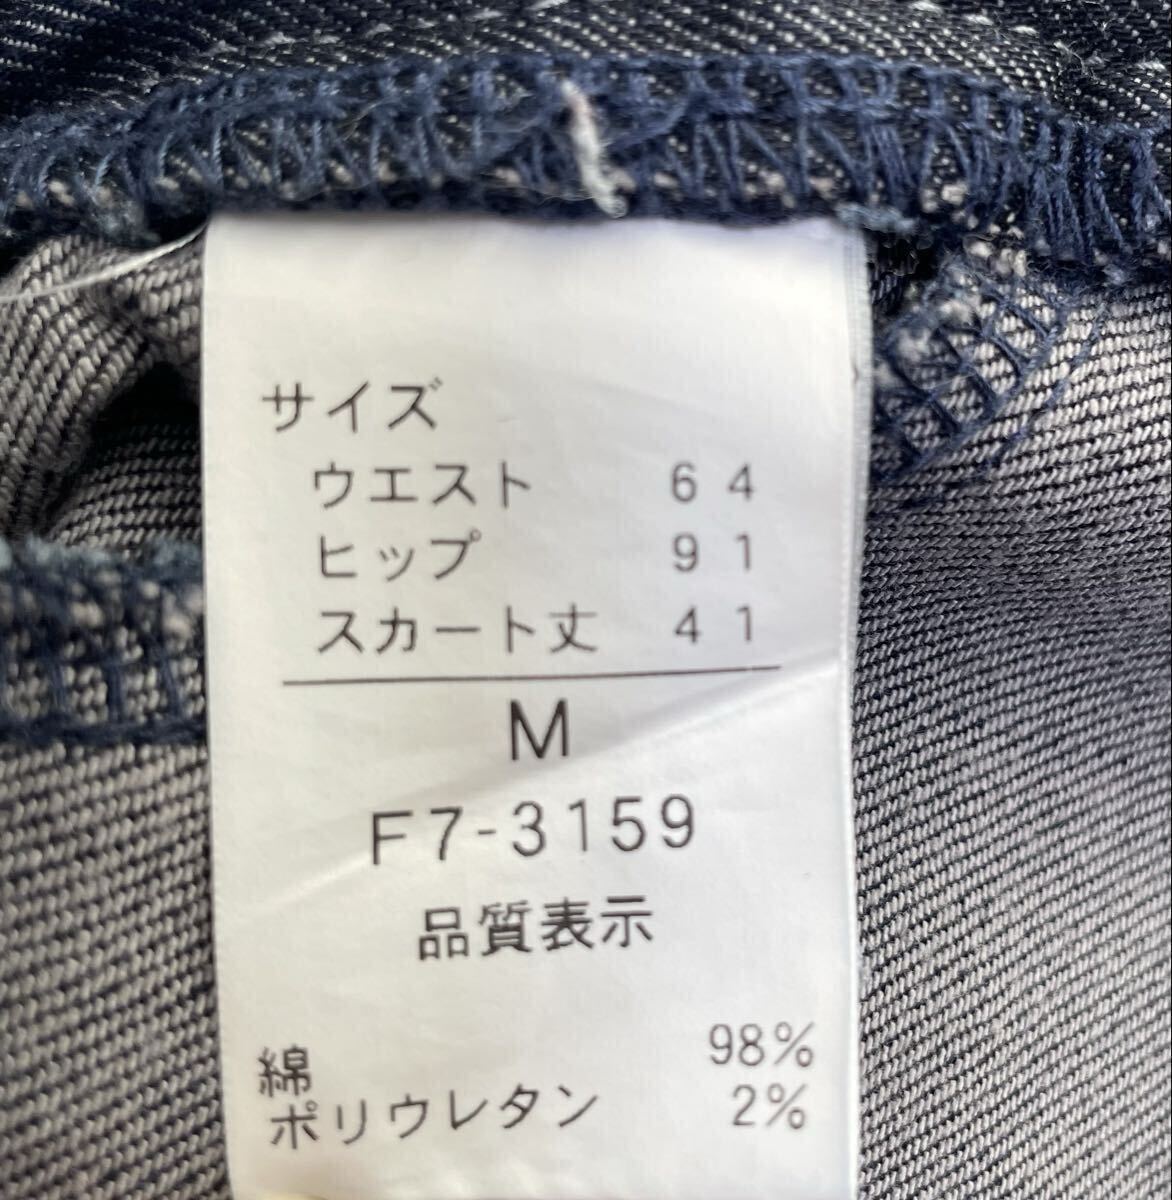 サイズ
ウエスト 64
ヒップ 91
スカート丈 41
M
F7-3159
品質表示
綿 98%
ポリウレタン 2%